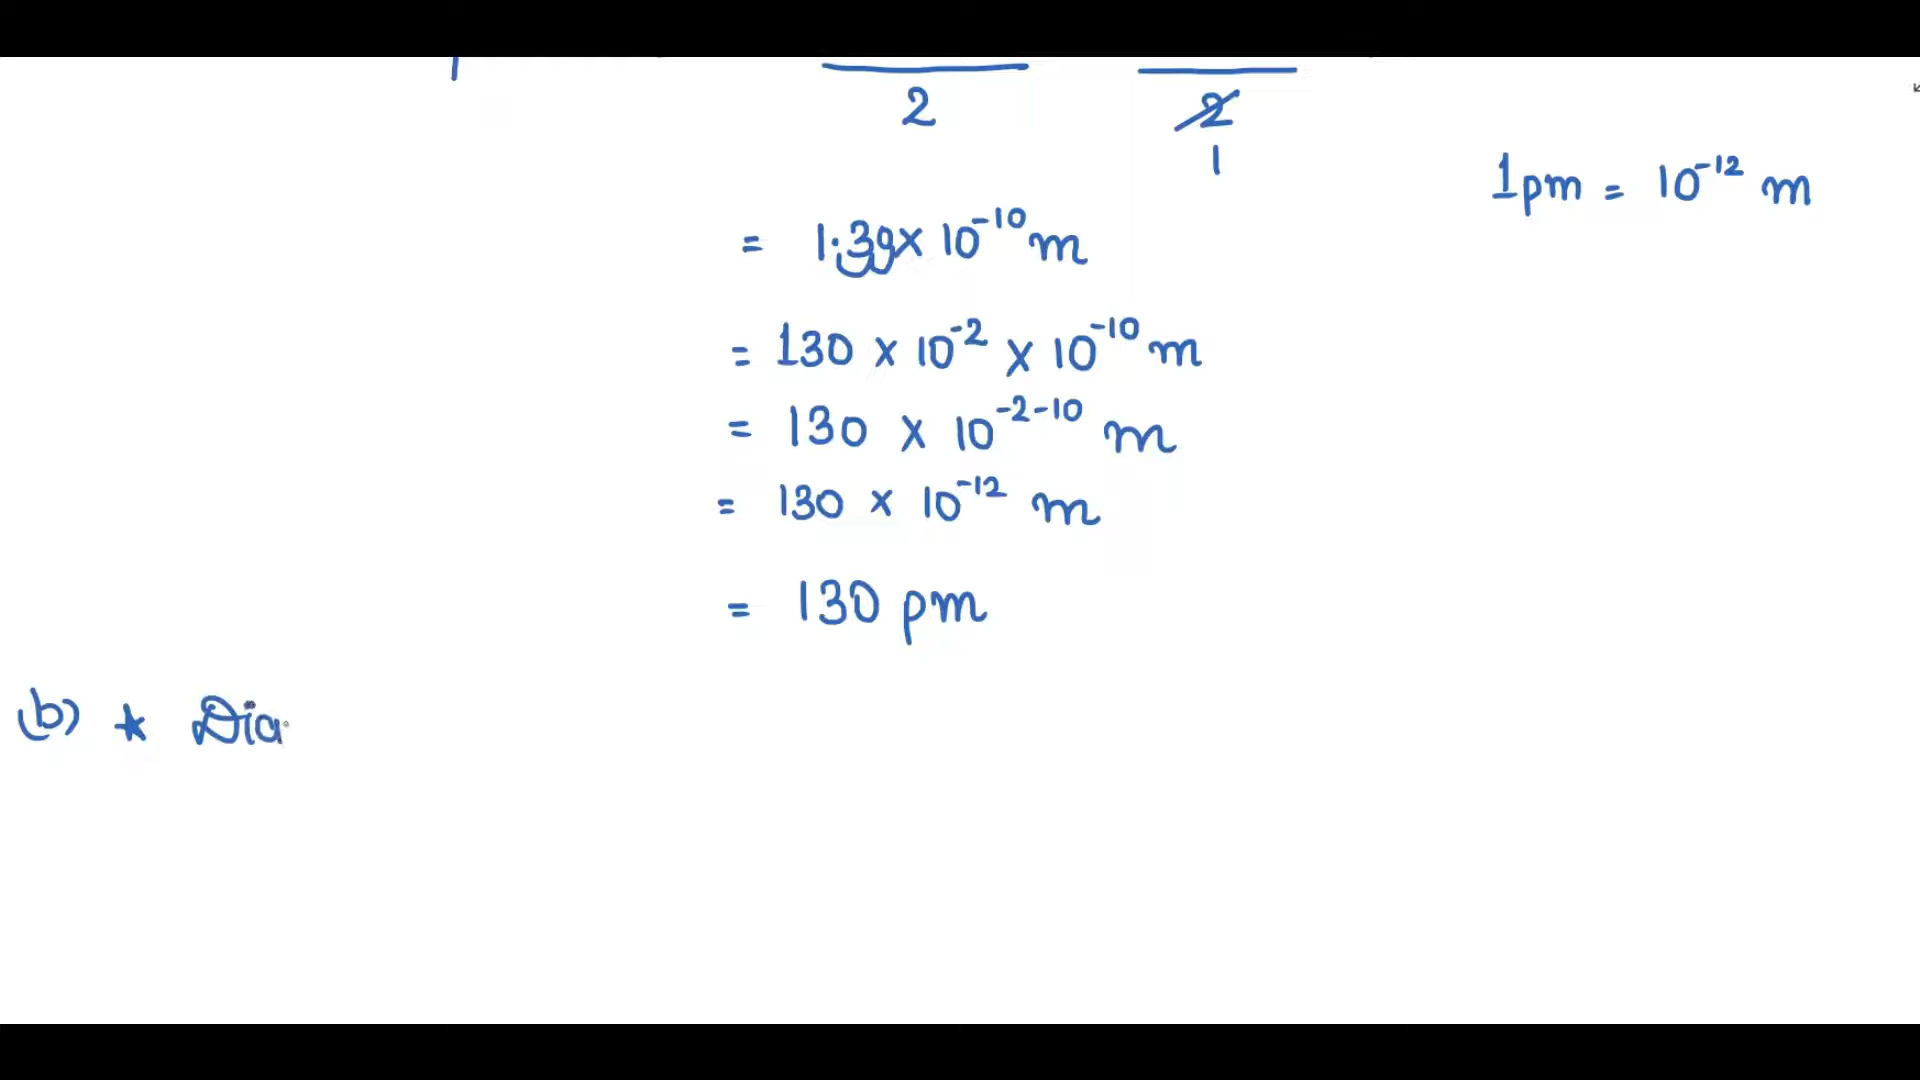 2 2
1
1pm = 10⁻¹² m
= 1.30 × 10⁻¹⁰ m
= 130 × 10⁻² × 10⁻¹⁰ m
= 130 × 10⁻²⁻¹⁰ m
= 130 × 10⁻¹² m
= 130 pm
(b) ★ Dia